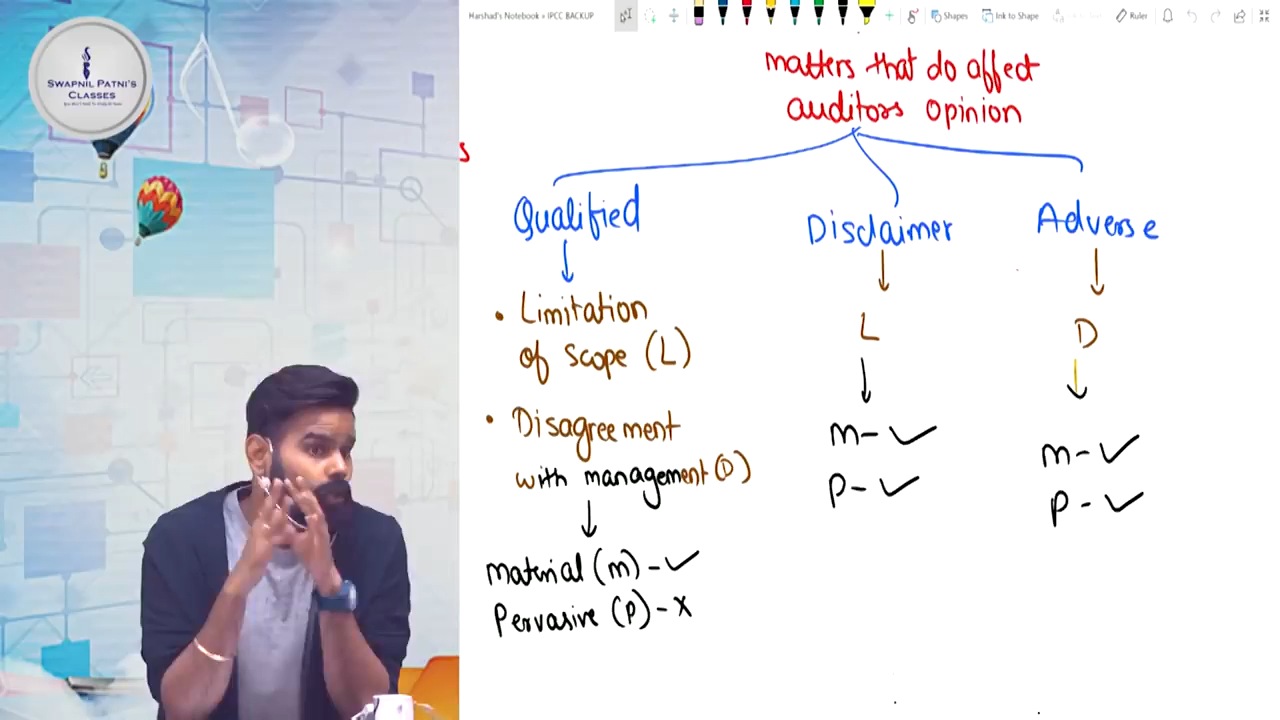 SWAPNIL PATNI'S
CLASSES
Harshad's Notebook » IPCC BACKUP
Shapes
Ink to Shape
Ruler
matters that do affect
auditors opinion
s
Qualified
Disclaimer
Adverse
• Limitation
of scope (L)
L
D
• Disagreement
with management (D)
m- ✓
P- ✓
m- ✓
P - ✓
material (m) - ✓
Pervasive (P) - x